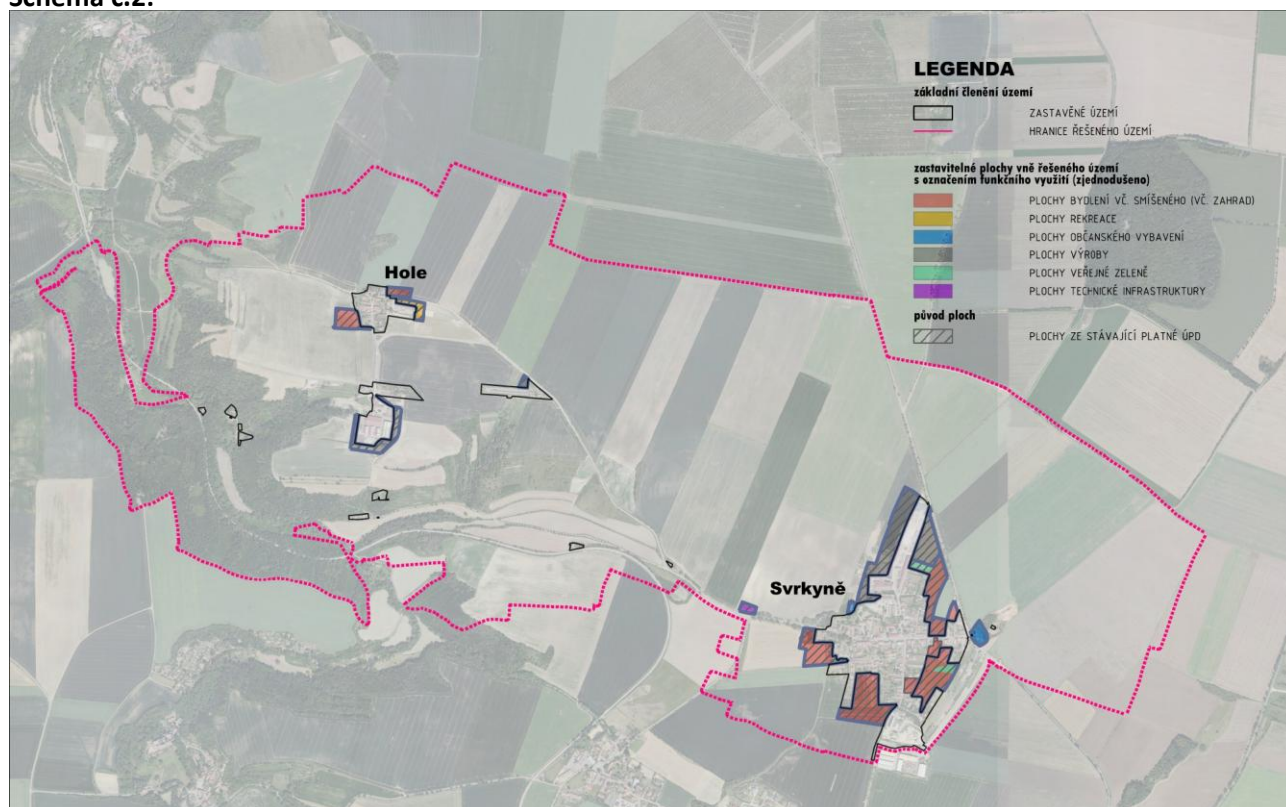 Schéma č.2:
LEGENDA
základní členění území
ZASTAVĚNÉ ÚZEMÍ
HRANICE ŘEŠENÉHO ÚZEMÍ
zastavitelné plochy vně řešeného území
s označením funkčního využití (zjednodušeno)
PLOCHY BYDLENÍ VČ. SMÍŠENÉHO (VČ. ZAHRAD)
PLOCHY REKREACE
PLOCHY OBČANSKÉHO VYBAVENÍ
PLOCHY VÝROBY
PLOCHY VEŘEJNÉ ZELENĚ
PLOCHY TECHNICKÉ INFRASTRUKTURY
původ ploch
PLOCHY ZE STÁVAJÍCÍ PLATNÉ ÚPD
Hole
Svrkyně